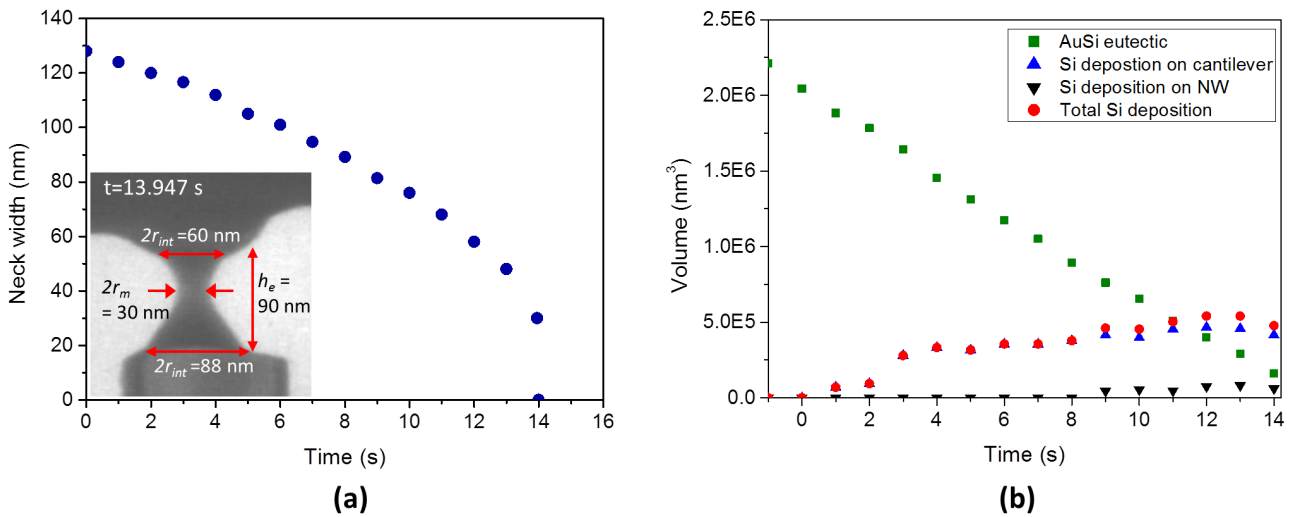 140
120
100
80
60
40
20
0
Neck width (nm)
0 2 4 6 8 10 12 14 16
Time (s)
t=13.947 s
2r_int =60 nm
2r_m
= 30 nm
h_e =
90 nm
2r_int =88 nm
(a)
2.5E6
2.0E6
1.5E6
1.0E6
5.0E5
0.0
Volume (nm³)
AuSi eutectic
Si depostion on cantilever
Si deposition on NW
Total Si deposition
0 2 4 6 8 10 12 14
Time (s)
(b)